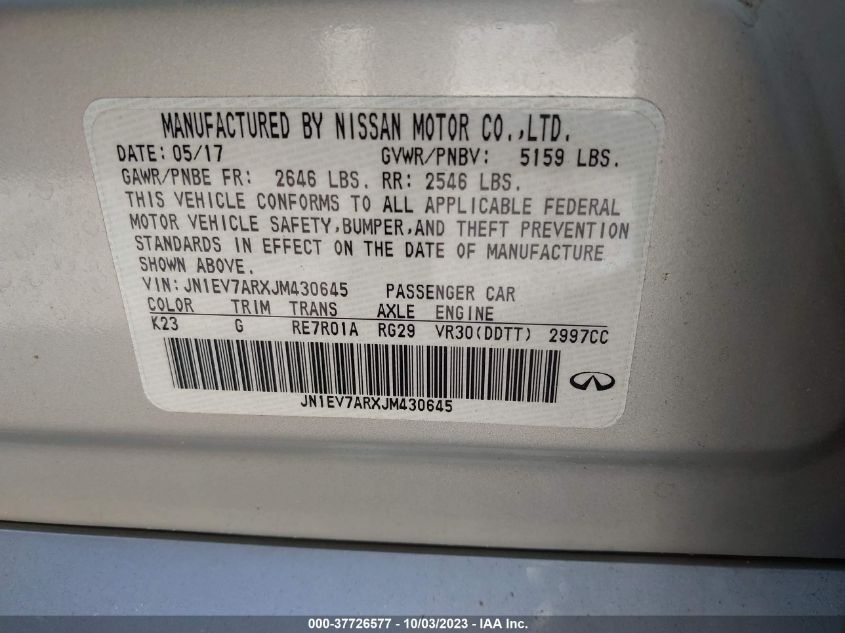 MANUFACTURED BY NISSAN MOTOR CO.,LTD.
DATE: 05/17 GVWR/PNBV: 5159 LBS.
GAWR/PNBE FR: 2646 LBS. RR: 2546 LBS.
THIS VEHICLE CONFORMS TO ALL APPLICABLE FEDERAL
MOTOR VEHICLE SAFETY,BUMPER,AND THEFT PREVENTION
STANDARDS IN EFFECT ON THE DATE OF MANUFACTURE
SHOWN ABOVE.
VIN: JN1EV7ARXJM430645 PASSENGER CAR
COLOR TRIM TRANS AXLE ENGINE
K23 G RE7R01A RG29 VR30(DDTT) 2997CC
JN1EV7ARXJM430645
000-37726577 - 10/03/2023 - IAA Inc.